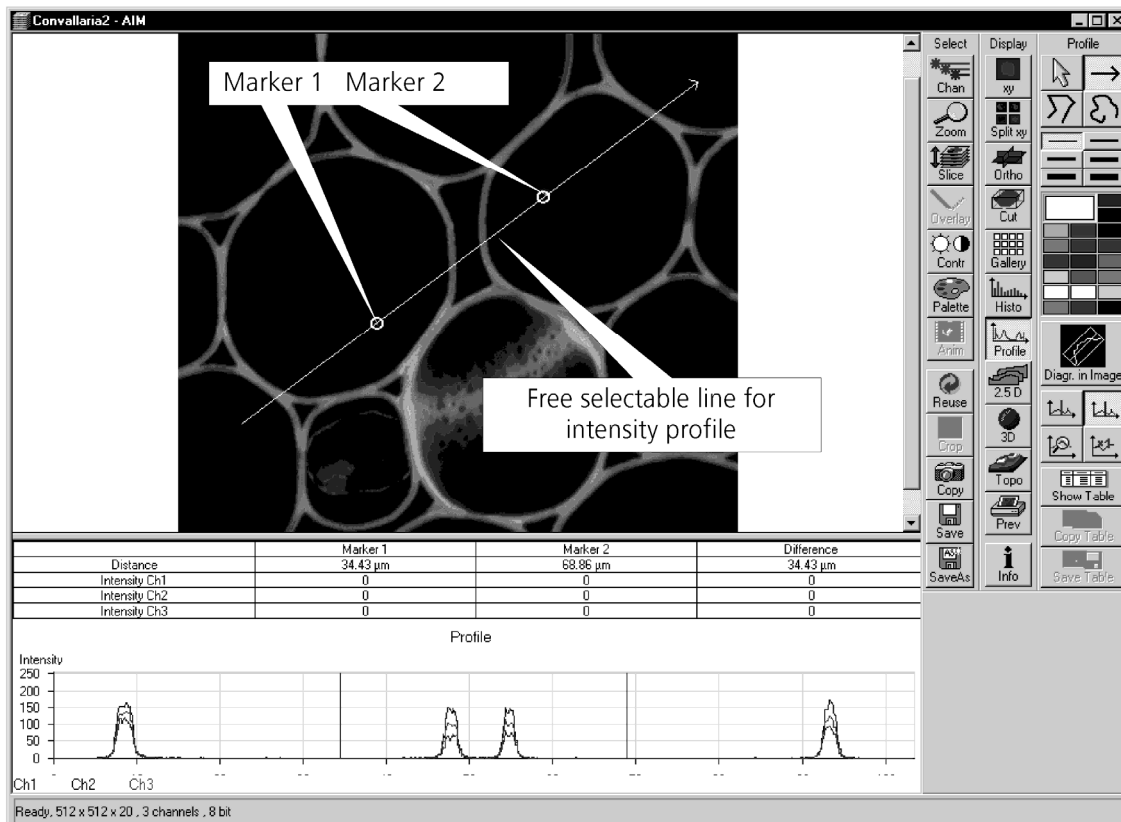 Convallaria2 - AIM
Marker 1 Marker 2
Free selectable line for
intensity profile
Select
Chan
Zoom
Slice
Overlay
Contr
Palette
Anim
Reuse
Crop
Copy
Save
SaveAs
Display
xy
Split xy
Ortho
Cut
Gallery
Histo
Profile
2.5 D
3D
Topo
Prev
Info
Profile
Diagr. in Image
Show Table
Copy Table
Save Table
Marker 1 Marker 2 Difference
Distance 34.43 µm 68.86 µm 34.43 µm
Intensity Ch1 0 0 0
Intensity Ch2 0 0 0
Intensity Ch3 0 0 0
Profile
Intensity
250
200
150
100
50
0
Ch1 Ch2 Ch3
Ready, 512 x 512 x 20 , 3 channels , 8 bit